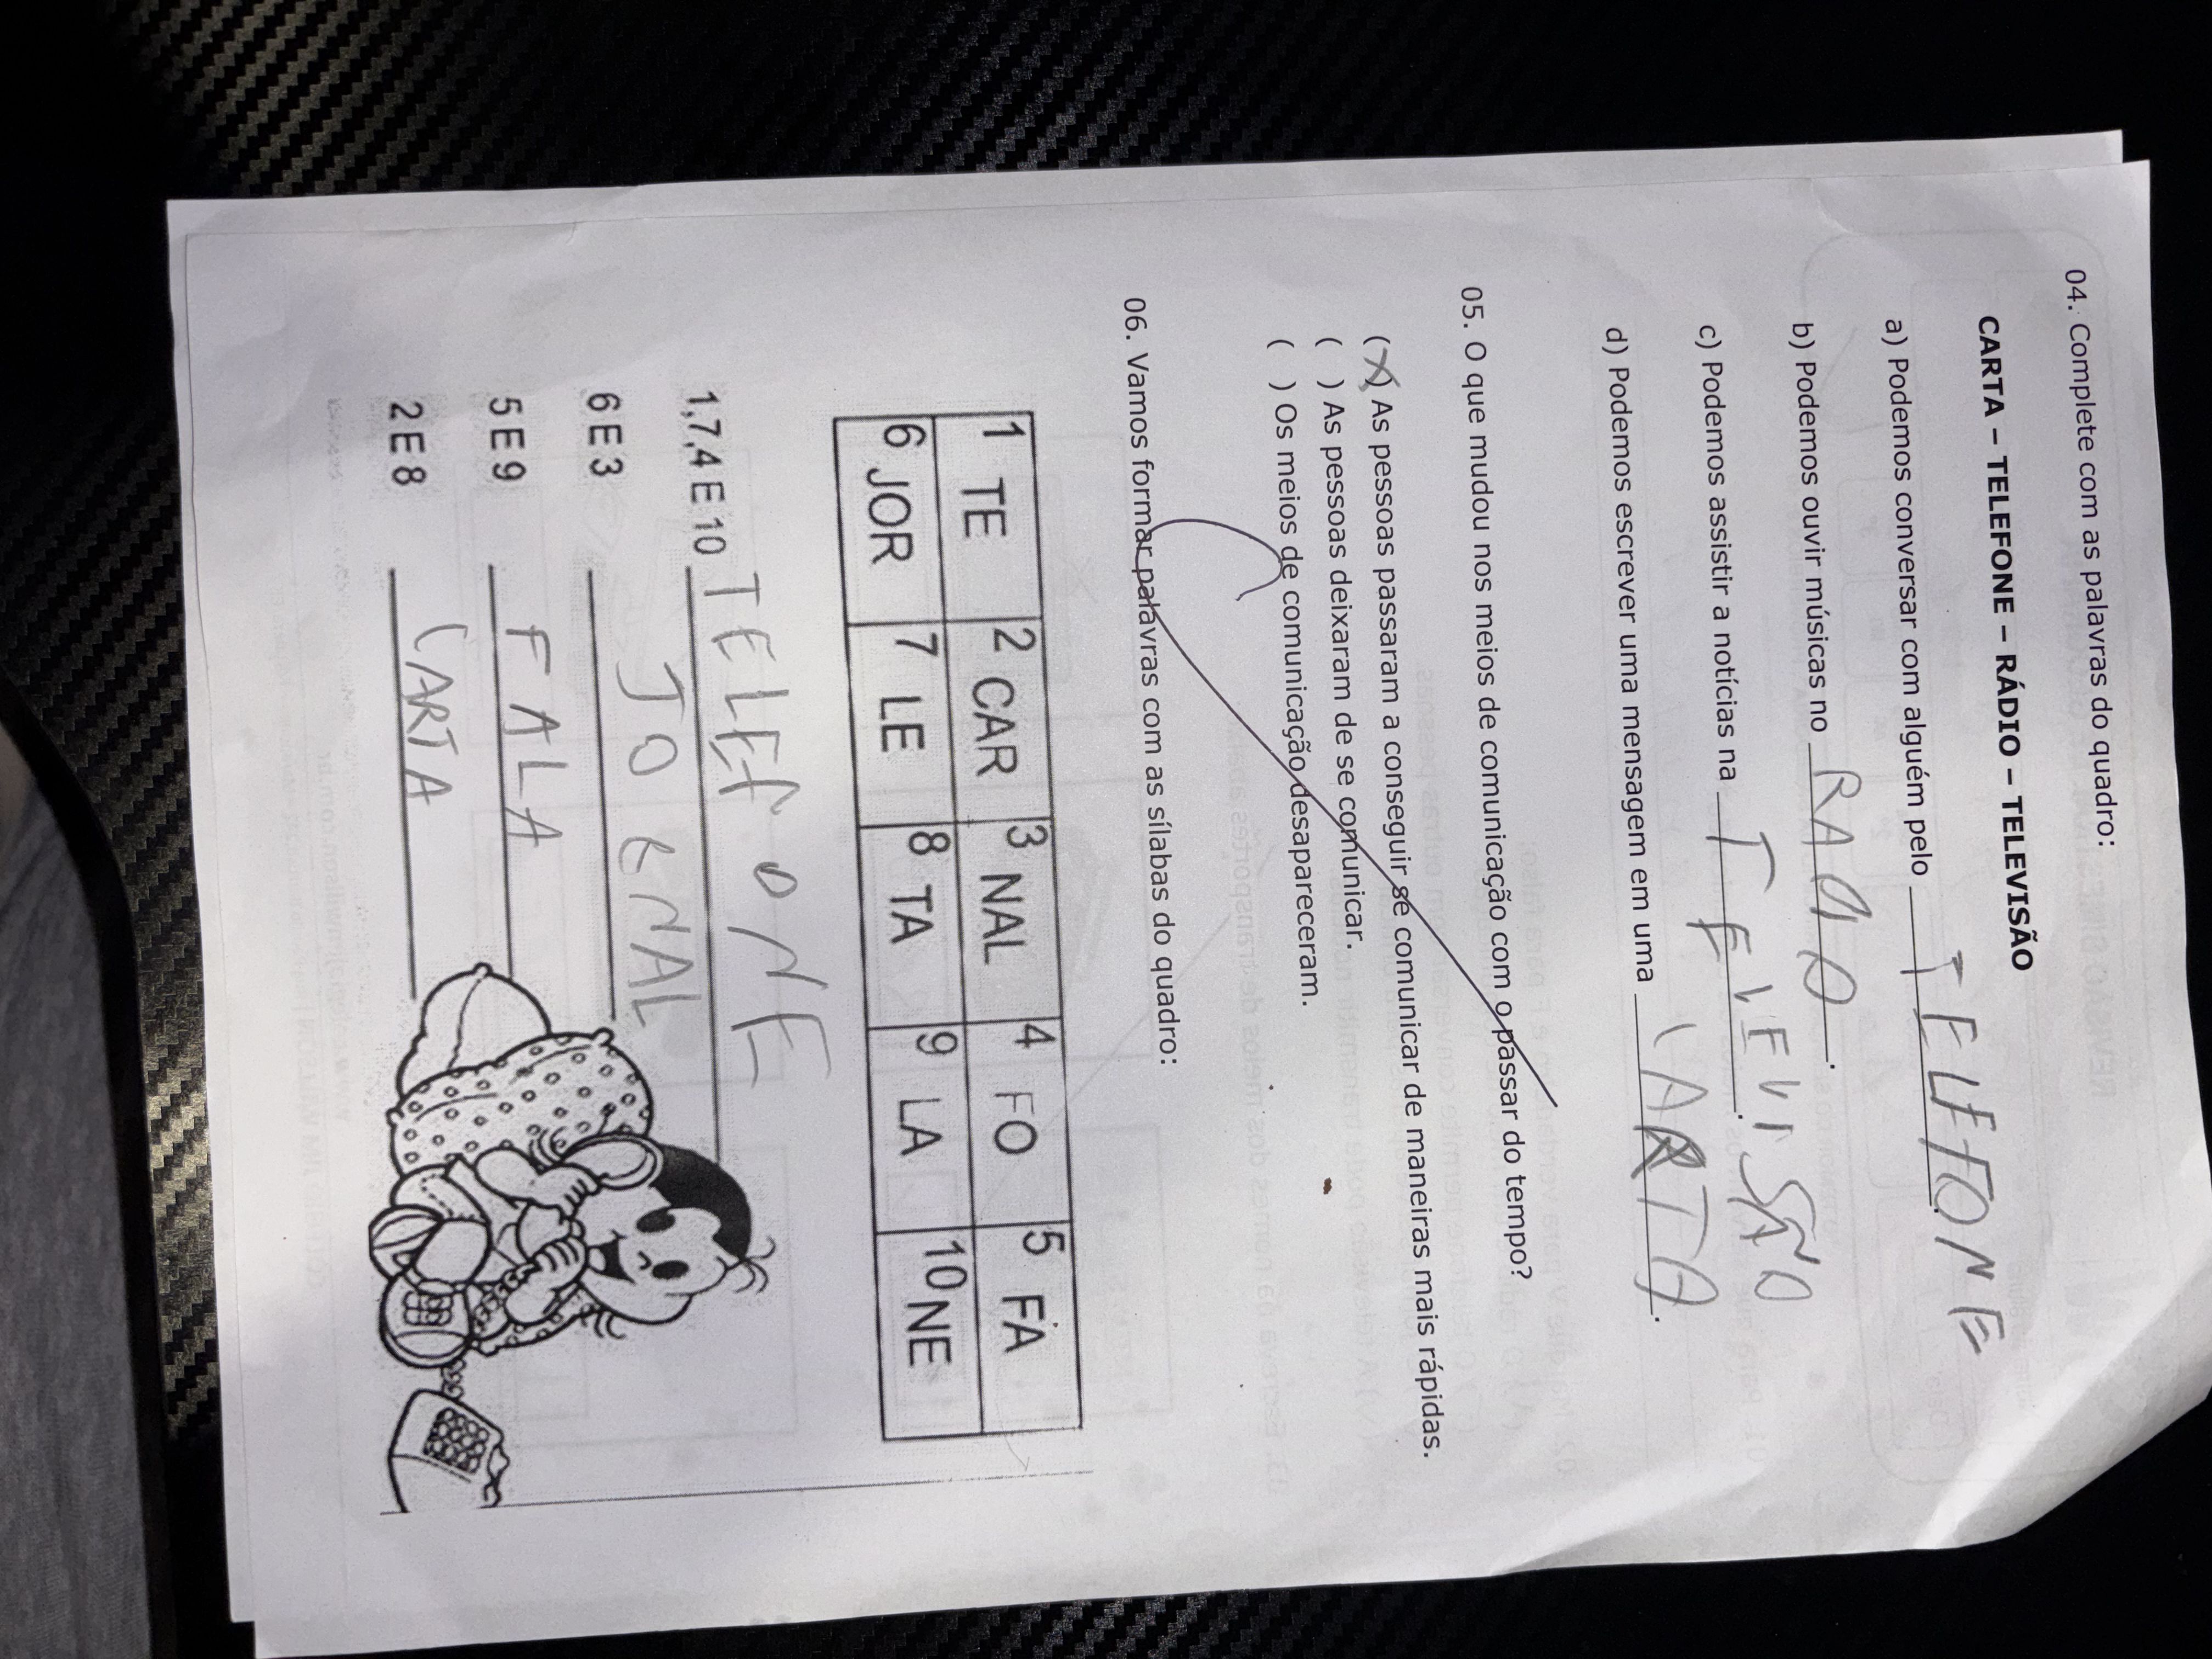 04. Complete com as palavras do quadro:
CARTA – TELEFONE – RÁDIO – TELEVISÃO
a) Podemos conversar com alguém pelo TELFTONE.
b) Podemos ouvir músicas no RADIO.
c) Podemos assistir a notícias na TEVEVISÃO.
d) Podemos escrever uma mensagem em uma CARTA.
05. O que mudou nos meios de comunicação com o passar do tempo?
(X) As pessoas passaram a conseguir se comunicar de maneiras mais rápidas.
( ) As pessoas deixaram de se comunicar.
( ) Os meios de comunicação desapareceram.
06. Vamos formar palavras com as sílabas do quadro:
1 TE 2 CAR 3 NAL 4 FO 5 FA
6 JOR 7 LE 8 TA 9 LA 10 NE
1,7,4 E 10 TELEFONE
6 E 3 JORNAL
5 E 9 FALA
2 E 8 CARTA